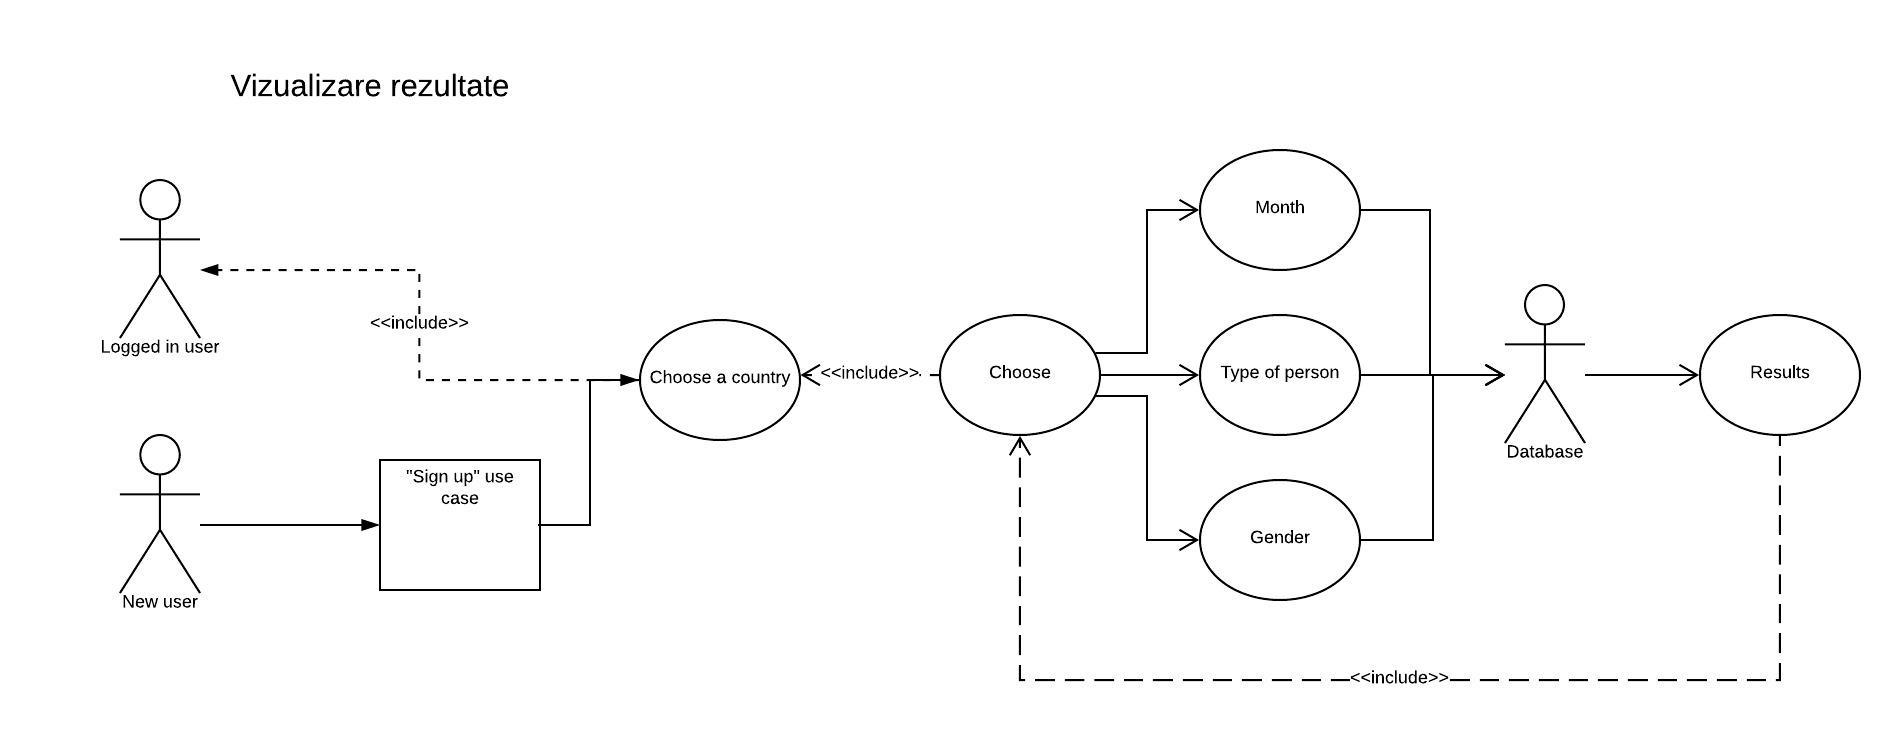 Vizualizare rezultate
Logged in user
<<include>>
New user
"Sign up" use
case
Choose a country
<<include>>
Choose
Month
Type of person
Gender
Database
Results
<<include>>